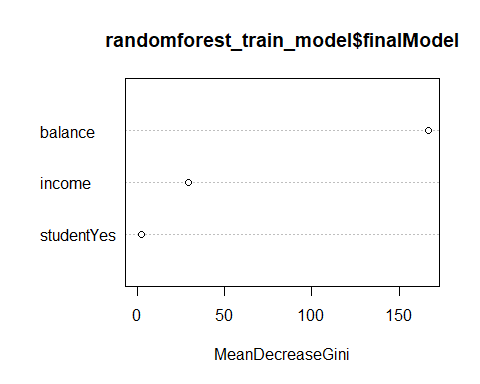 randomforest_train_model$finalModel
balance
income
studentYes
0 50 100 150
MeanDecreaseGini